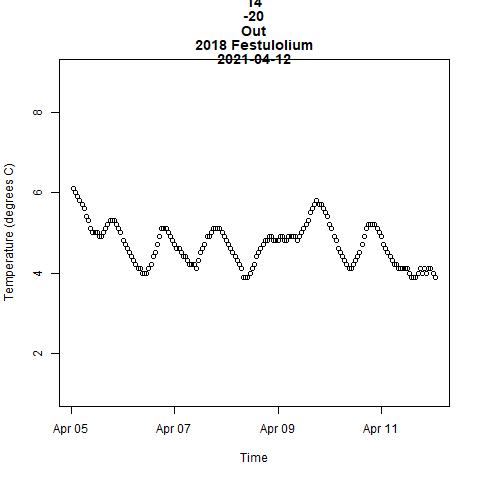 14
-20
Out
2018 Festulolium
2021-04-12
8
6
4
2
Temperature (degrees C)
Apr 05
Apr 07
Apr 09
Apr 11
Time